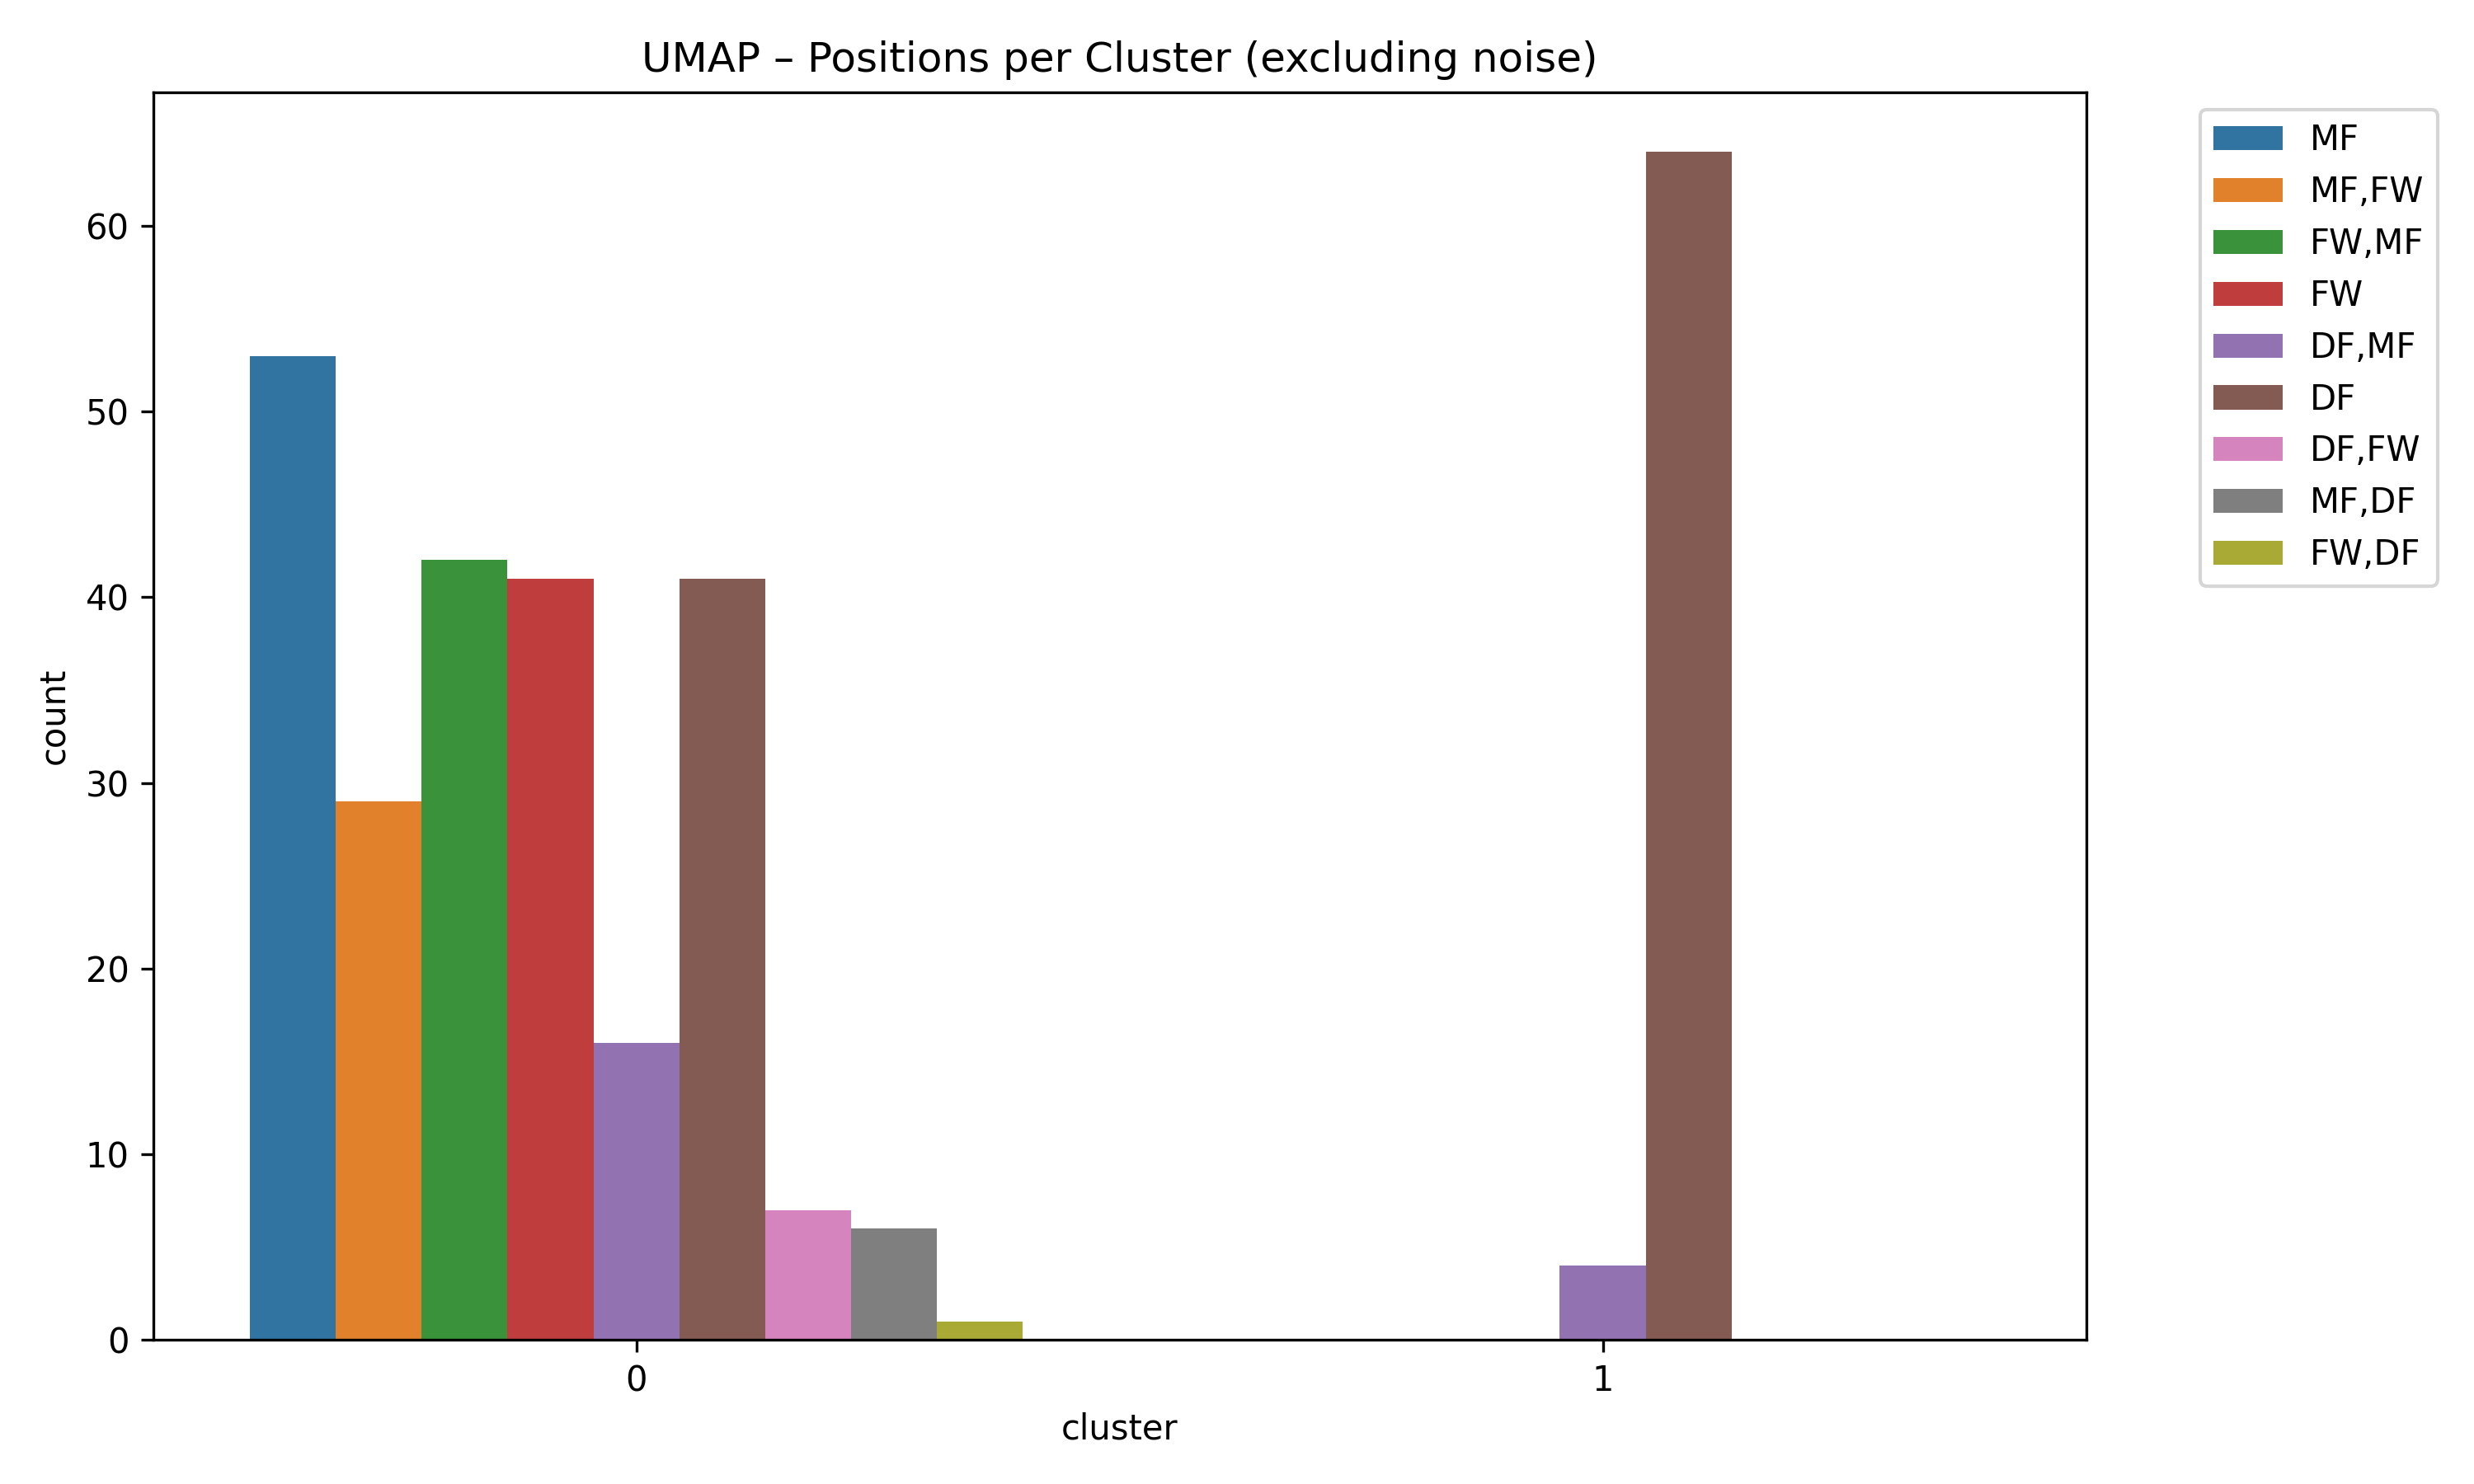 UMAP – Positions per Cluster (excluding noise)
MF
MF,FW
FW,MF
FW
DF,MF
DF
DF,FW
MF,DF
FW,DF
count
60
50
40
30
20
10
0
0
1
cluster